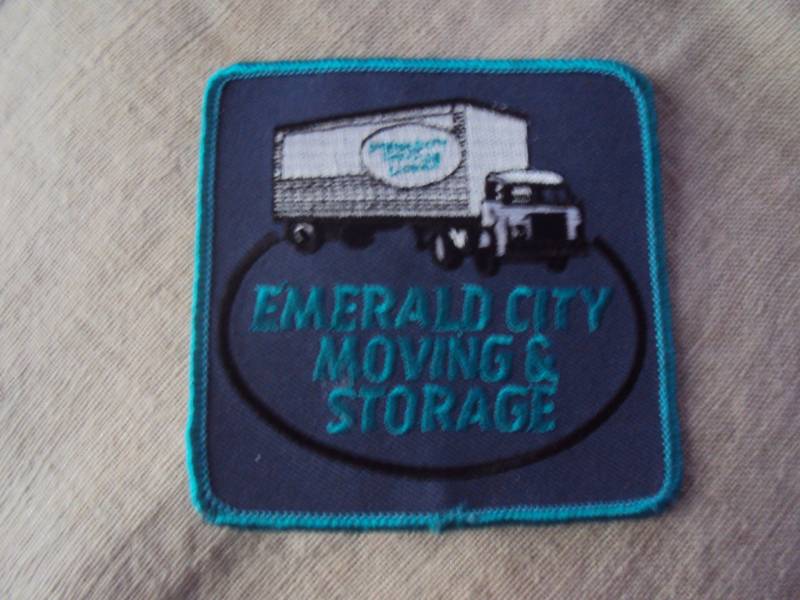 EMERALD CITY
MOVING &
STORAGE